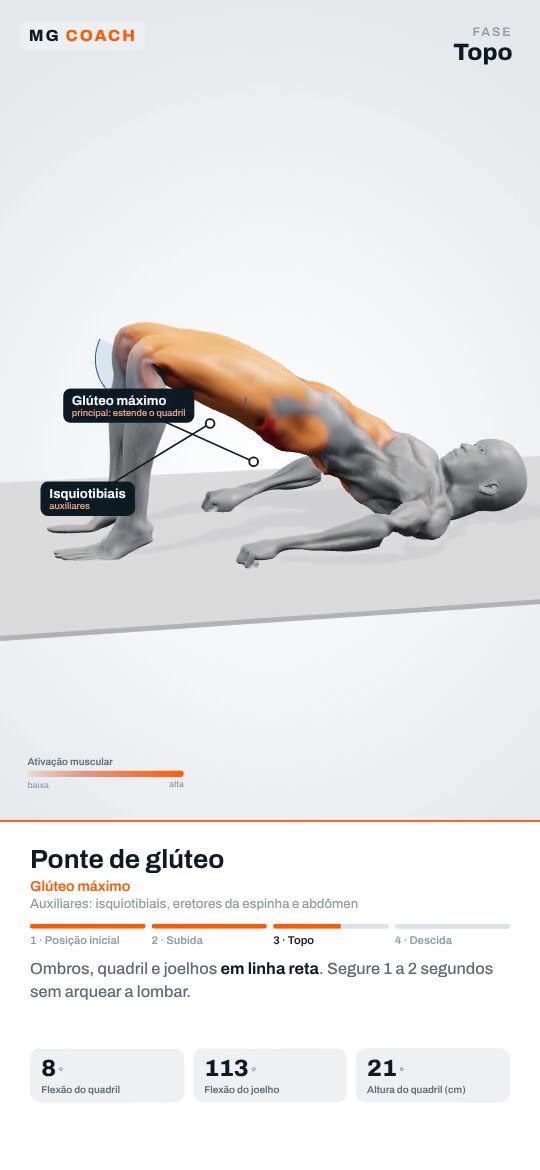 MG COACH
FASE
Topo
Glúteo máximo
principal: estende o quadril
Isquiotibiais
auxiliares
Ativação muscular
baixa
alta
Ponte de glúteo
Glúteo máximo
Auxiliares: isquiotibiais, eretores da espinha e abdômen
1 · Posição inicial
2 · Subida
3 · Topo
4 · Descida
Ombros, quadril e joelhos em linha reta. Segure 1 a 2 segundos
sem arquear a lombar.
8°
Flexão do quadril
113°
Flexão do joelho
21°
Altura do quadril (cm)